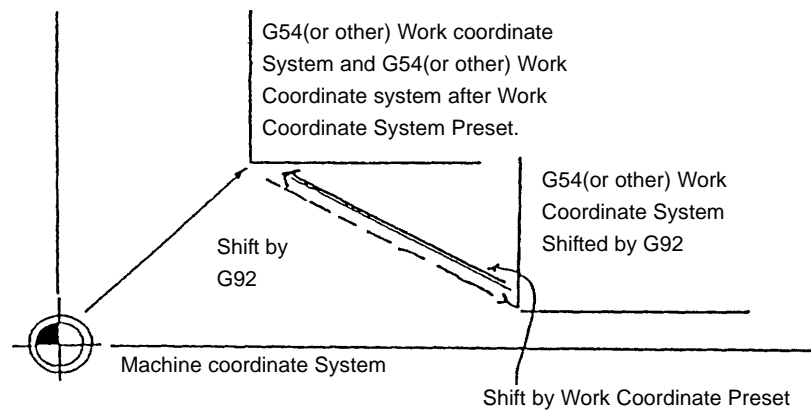 G54(or other) Work coordinate
System and G54(or other) Work
Coordinate system after Work
Coordinate System Preset.
G54(or other) Work
Coordinate System
Shifted by G92
Shift by
G92
Machine coordinate System
Shift by Work Coordinate Preset